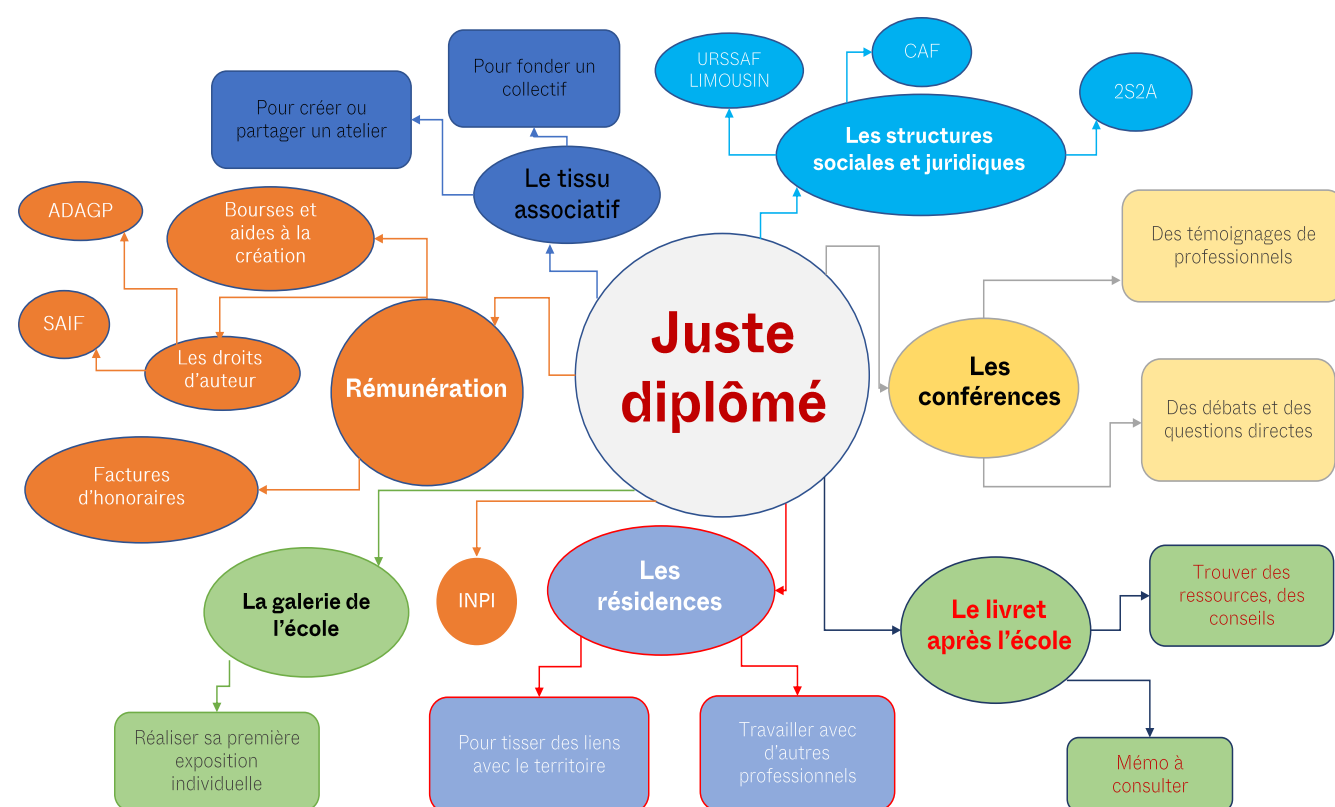 Juste
diplômé
Le tissu
associatif
Pour créer ou
partager un atelier
Pour fonder un
collectif
Les structures
sociales et juridiques
URSSAF
LIMOUSIN
CAF
2S2A
Les
conférences
Des témoignages de
professionnels
Des débats et des
questions directes
Le livret
après l'école
Trouver des
ressources, des
conseils
Mémo à
consulter
Les
résidences
Pour tisser des liens
avec le territoire
Travailler avec
d'autres
professionnels
INPI
La galerie de
l'école
Réaliser sa première
exposition
individuelle
Rémunération
Bourses et
aides à la
création
Les droits
d'auteur
ADAGP
SAIF
Factures
d'honoraires